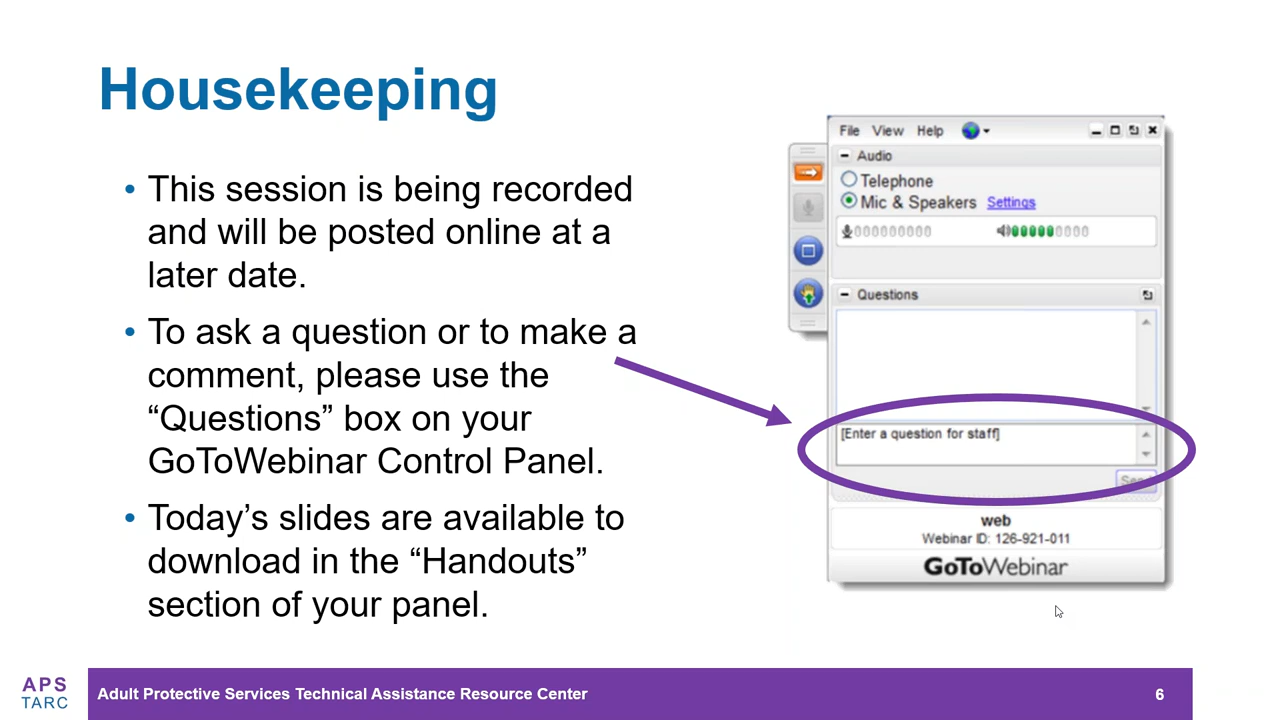 Housekeeping
• This session is being recorded
and will be posted online at a
later date.
• To ask a question or to make a
comment, please use the
“Questions” box on your
GoToWebinar Control Panel.
• Today’s slides are available to
download in the “Handouts”
section of your panel.
File View Help
Audio
Telephone
Mic & Speakers Settings
Questions
[Enter a question for staff]
Send
web
Webinar ID: 126-921-011
GoToWebinar
APS
TARC
Adult Protective Services Technical Assistance Resource Center
6